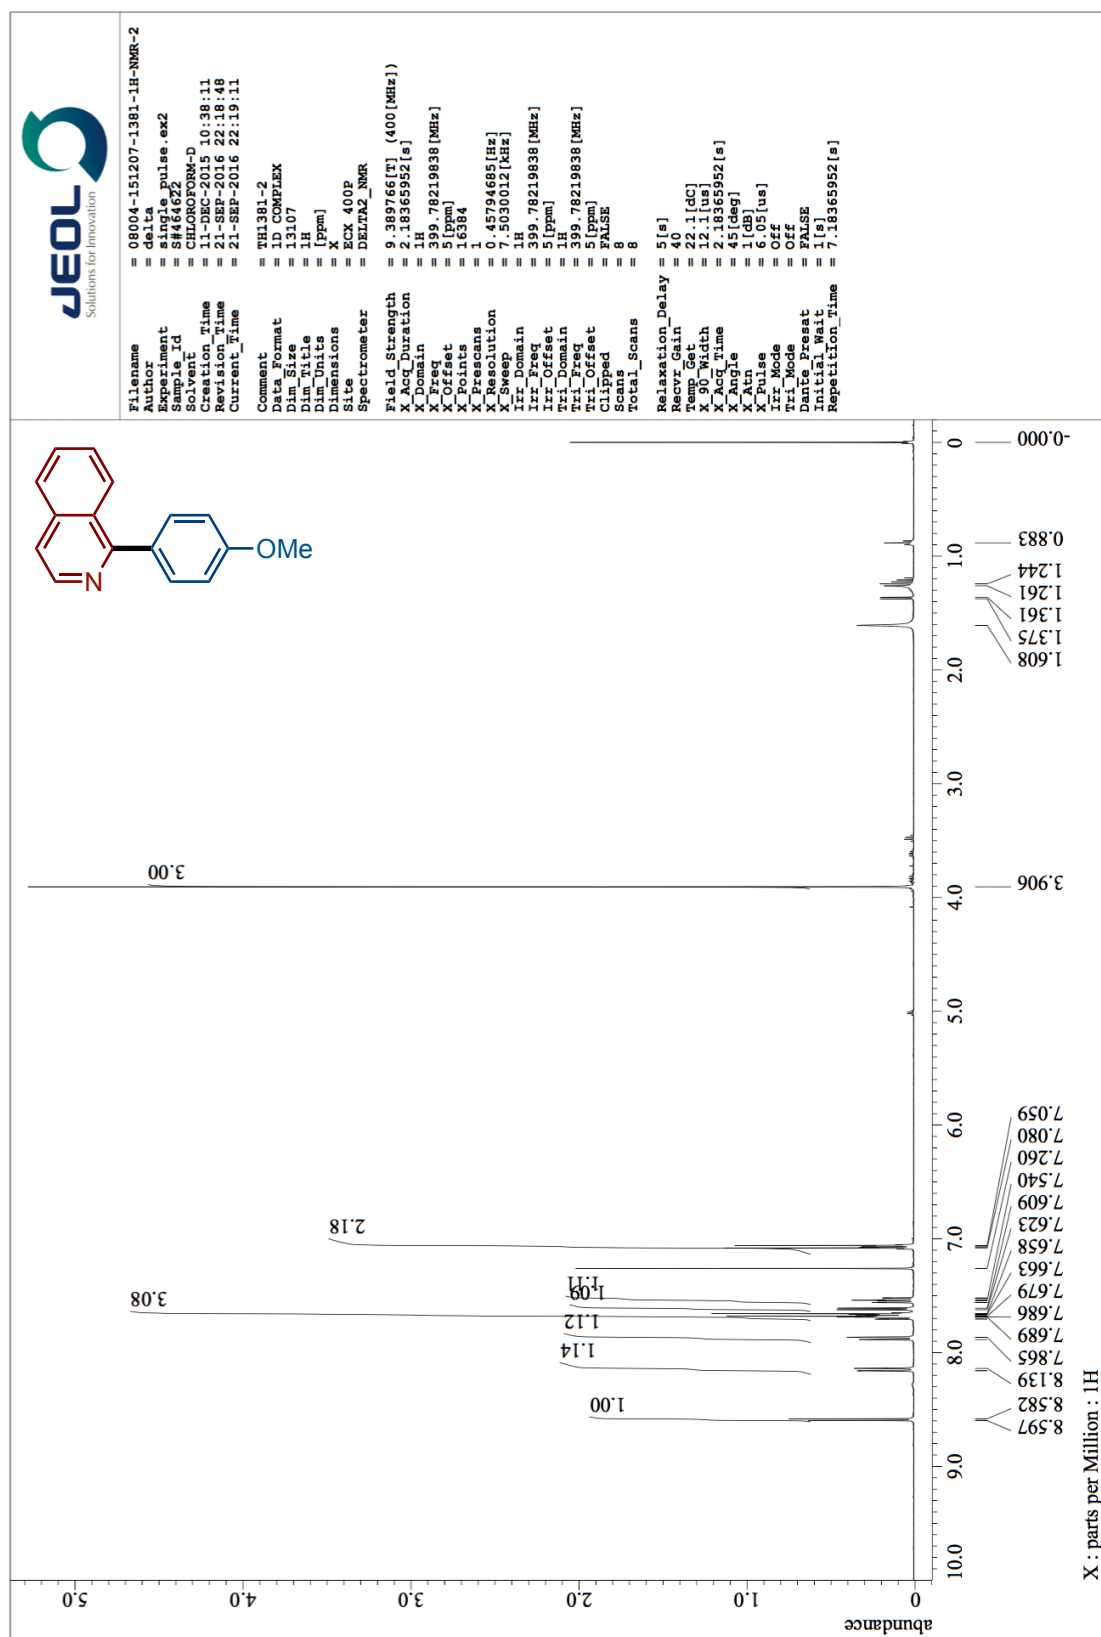 JEOL
Solutions for Innovation
Filename = 0804-151207-1381-1H-NMR-2
Author = delta
Experiment = single_pulse.ex2
Sample_Id = S#464622
Solvent = CHLOROFORM-D
Creation_Time = 11-DEC-2015 10:38:11
Revision_Time = 21-SEP-2016 22:18:48
Current_Time = 21-SEP-2016 22:19:11
Comment = TH1381-2
Data_Format = 1D COMPLEX
Dim_Size = 13107
Dim_Title = 1H
Dim_Units = [ppm]
Dimensions = X
Site = ECX 400P
Spectrometer = DELTA2_NMR
Field_Strength = 9.389766[T] (400[MHz])
X_Acq_Duration = 2.18365952[s]
X_Domain = 1H
X_Freq = 399.78219838[MHz]
X_Offset = 5[ppm]
X_Points = 16384
X_Prescans = 1
X_Resolution = 0.45794685[Hz]
X_Sweep = 7.5030012[kHz]
Irr_Domain = 1H
Irr_Freq = 399.78219838[MHz]
Irr_Offset = 5[ppm]
Tri_Domain = 1H
Tri_Freq = 399.78219838[MHz]
Tri_Offset = 5[ppm]
Clipped = FALSE
Scans = 8
Total_Scans = 8
Relaxation_Delay = 5[s]
Recvr_Gain = 40
Temp_Get = 22.1[dC]
X_90_Width = 12.1[us]
X_Acq_Time = 2.18365952[s]
X_Angle = 45[deg]
X_Atn = 1[dB]
X_Pulse = 6.05[us]
Irr_Mode = Off
Tri_Mode = Off
Dante_Presat = FALSE
Initial_Wait = 1[s]
Repetition_Time = 7.18365952[s]
N
OMe
abundance
5.0
4.0
3.0
2.0
1.0
0
1.00
1.14
1.12
3.08
1.09
1.11
2.18
3.00
10.0
9.0
8.0
7.0
6.0
5.0
4.0
3.0
2.0
1.0
0
8.597
8.582
8.139
7.865
7.689
7.686
7.679
7.663
7.658
7.623
7.609
7.540
7.260
7.080
7.059
3.906
1.608
1.375
1.361
1.261
1.244
0.883
-0.000
X : parts per Million : 1H